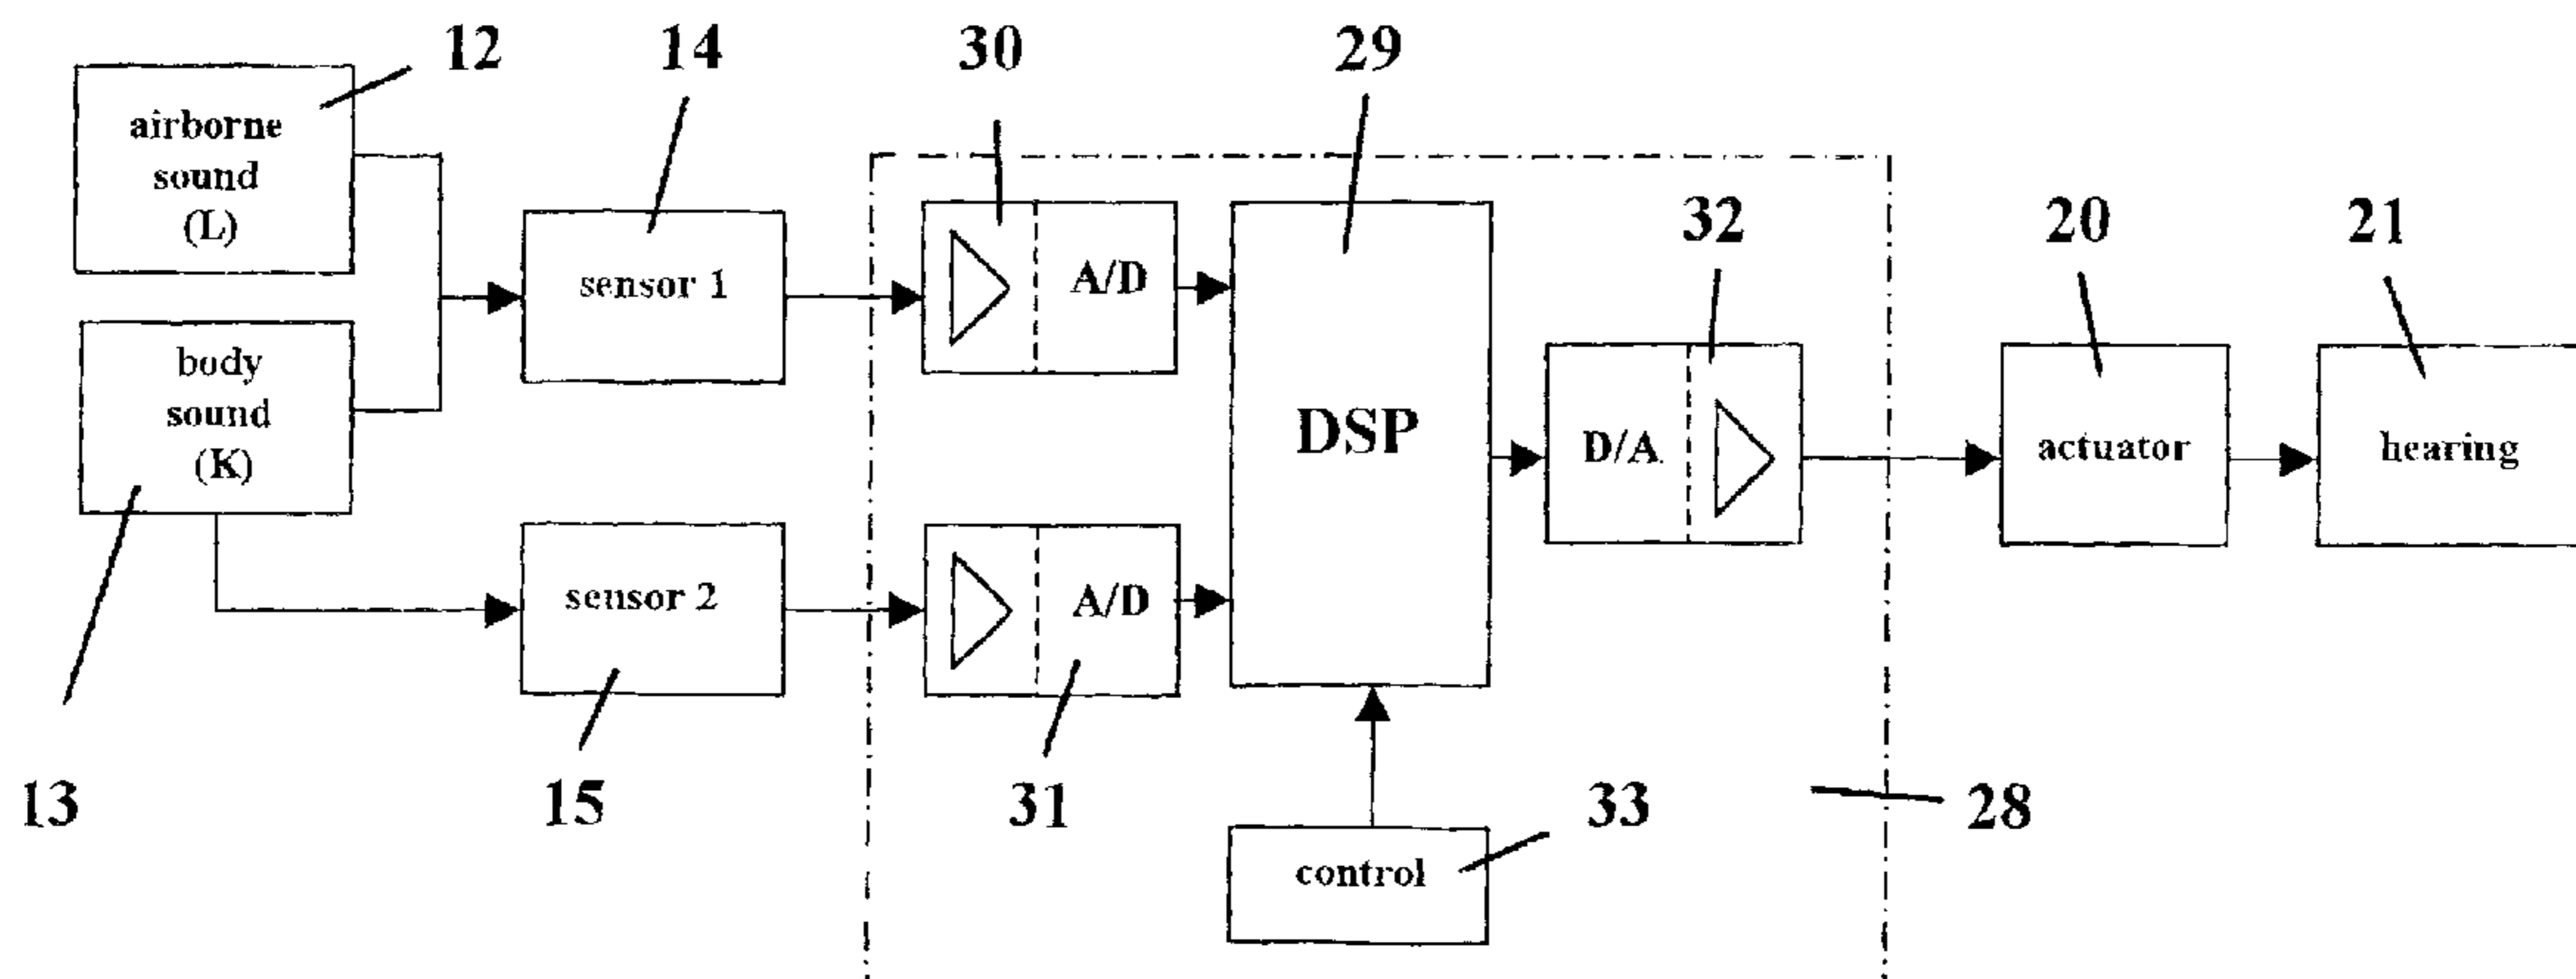 12
14
30
29
airborne
sound
(L)
32
20
21
sensor 1
A/D
body
sound
(K)
DSP
D/A
actuator
hearing
sensor 2
A/D
13
15
31
33
28
control